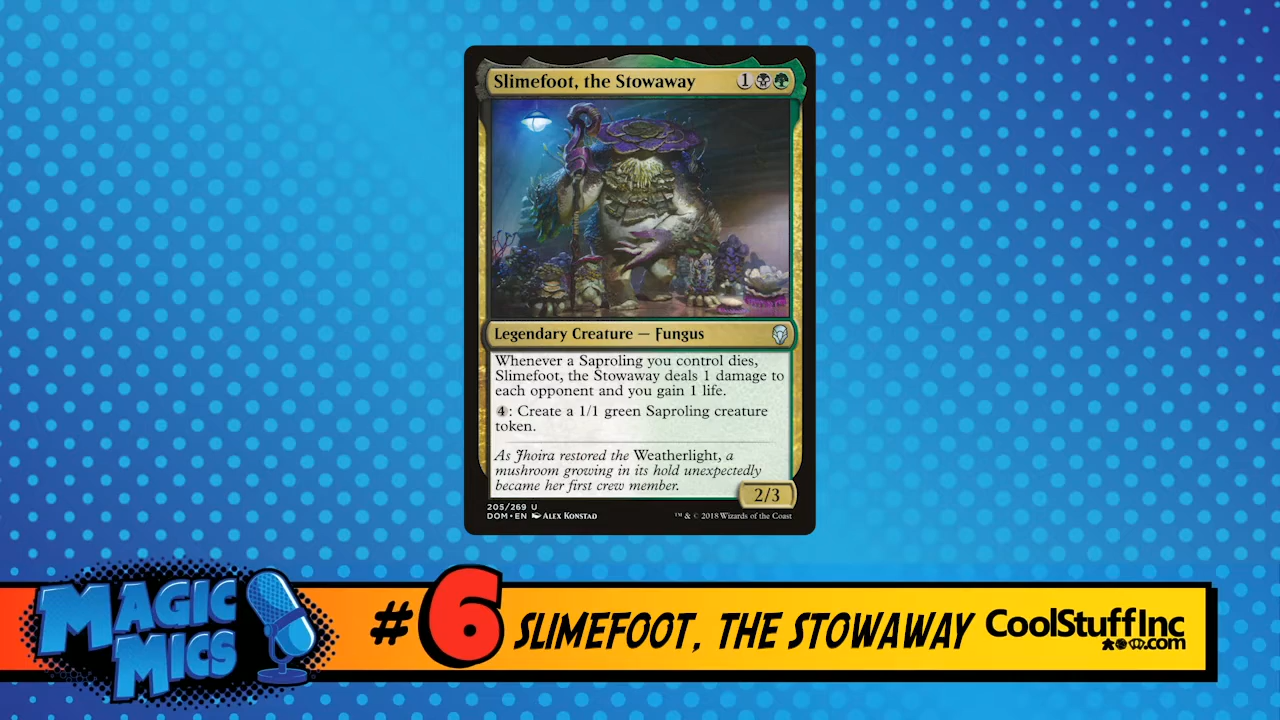 Slimefoot, the Stowaway 1
Legendary Creature — Fungus
Whenever a Saproling you control dies,
Slimefoot, the Stowaway deals 1 damage to
each opponent and you gain 1 life.
4: Create a 1/1 green Saproling creature
token.
As Jhoira restored the Weatherlight, a
mushroom growing in its hold unexpectedly
became her first crew member.
2/3
205/269 U
DOM • EN ALEX KONSTAD
™ & © 2018 Wizards of the Coast
MAGIC
MICS
#6 SLIMEFOOT, THE STOWAWAY
CoolStuffInc
.com